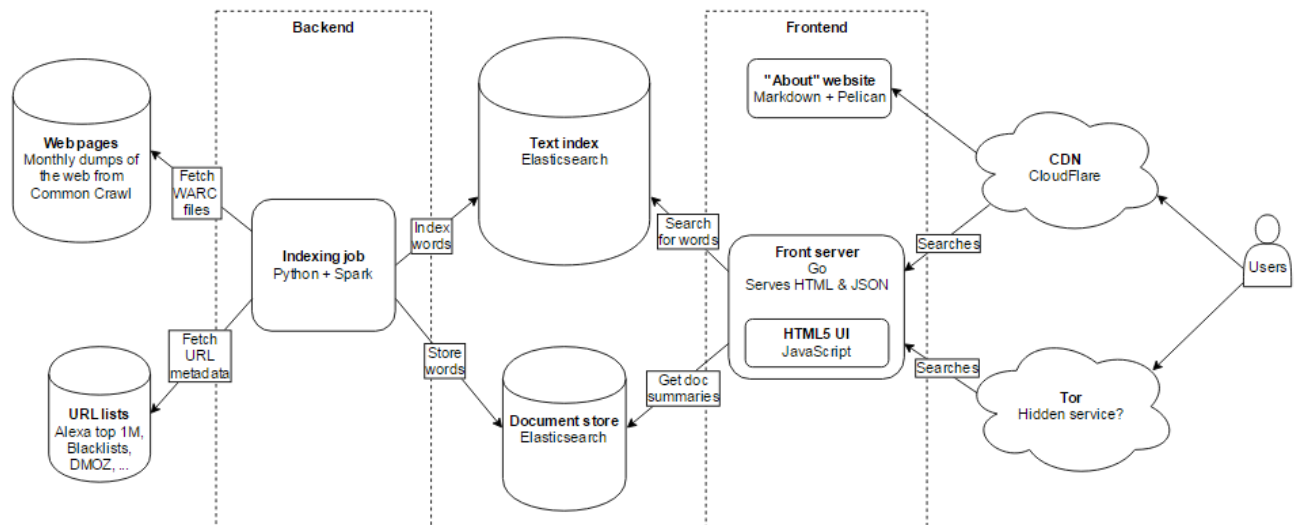 Backend
Frontend
Web pages
Monthly dumps of
the web from
Common Crawl
Fetch
WARC
files
Indexing job
Python + Spark
Fetch
URL
metadata
URL lists
Alexa top 1M,
Blacklists,
DMOZ, ...
Index
words
Store
words
Text index
Elasticsearch
Document store
Elasticsearch
Search
for words
Get doc
summaries
"About" website
Markdown + Pelican
Front server
Go
Serves HTML & JSON
HTML5 UI
JavaScript
Searches
Searches
CDN
CloudFlare
Tor
Hidden service?
Users